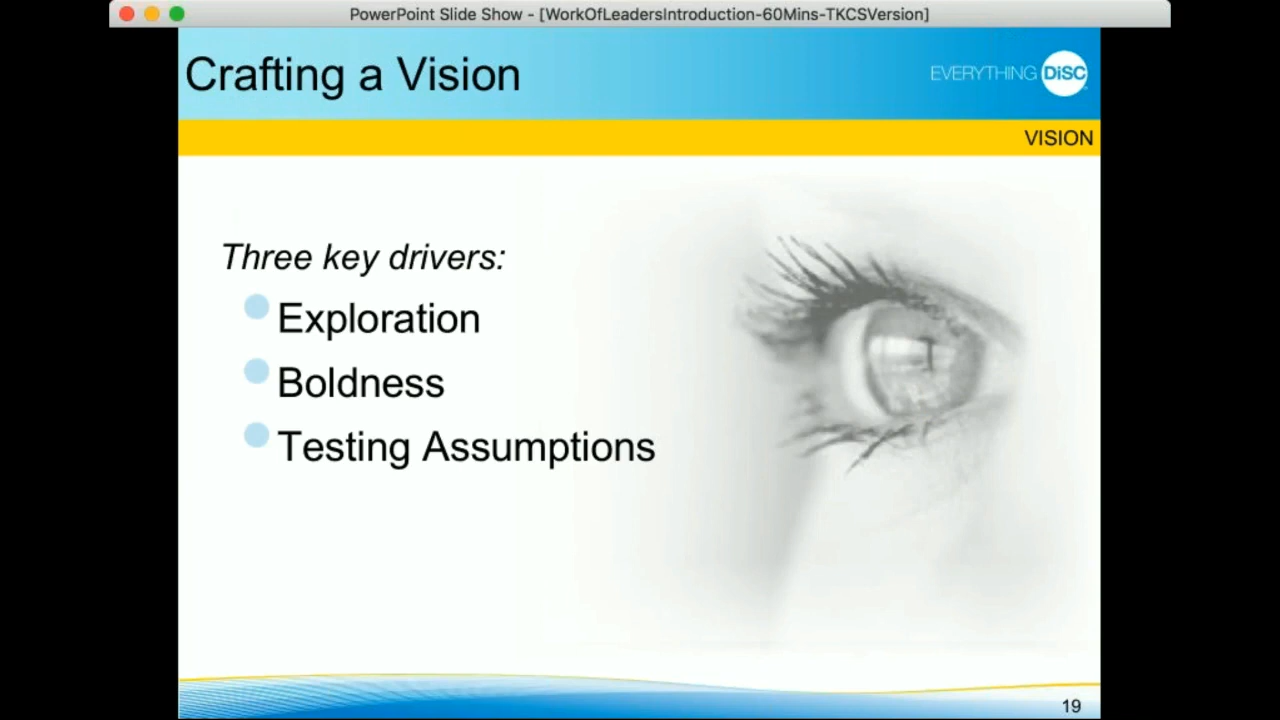 PowerPoint Slide Show - [WorkOfLeadersIntroduction-60Mins-TKCSVersion]
Crafting a Vision
EVERYTHING DiSC
VISION
Three key drivers:
Exploration
Boldness
Testing Assumptions
19